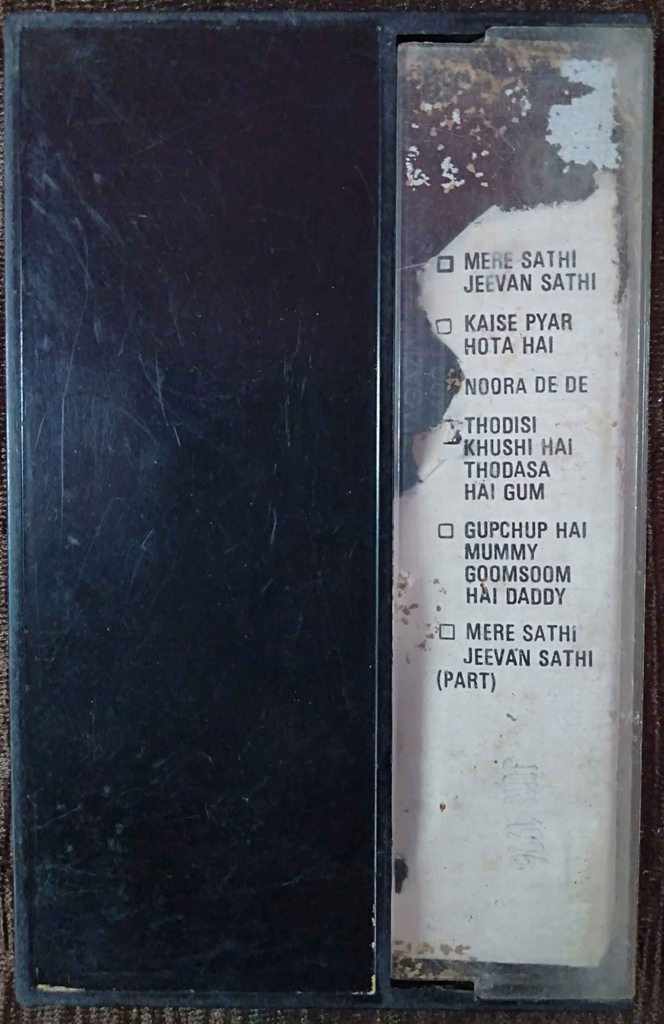 ☐ MERE SATHI
JEEVAN SATHI
☐ KAISE PYAR
HOTA HAI
NOORA DE DE
THODISI
KHUSHI HAI
THODASA
HAI GUM
☐ GUPCHUP HAI
MUMMY
GOOMSOOM
HAI DADDY
☐ MERE SATHI
JEEVAN SATHI
(PART)